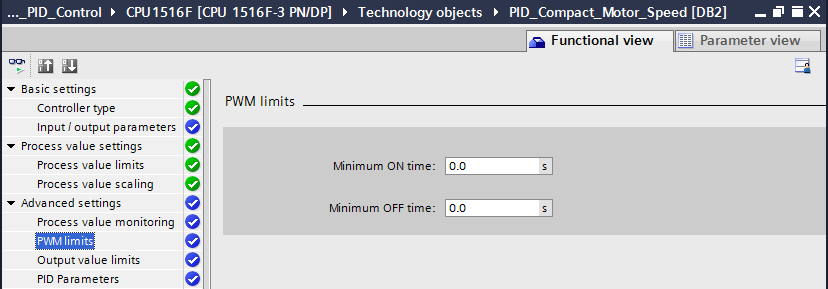 ..._PID_Control ▸ CPU1516F [CPU 1516F-3 PN/DP] ▸ Technology objects ▸ PID_Compact_Motor_Speed [DB2]
Functional view
Parameter view
Basic settings
Controller type
Input / output parameters
Process value settings
Process value limits
Process value scaling
Advanced settings
Process value monitoring
PWM limits
Output value limits
PID Parameters
PWM limits
Minimum ON time: 0.0 s
Minimum OFF time: 0.0 s